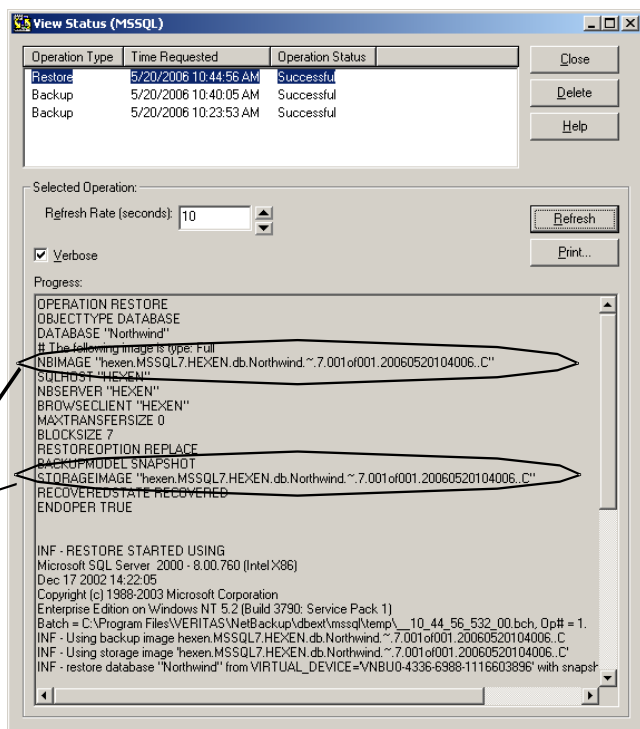 View Status (MSSQL)
Operation Type Time Requested Operation Status
Restore 5/20/2006 10:44:56 AM Successful
Backup 5/20/2006 10:40:05 AM Successful
Backup 5/20/2006 10:23:53 AM Successful
Close
Delete
Help
Selected Operation:
Refresh Rate (seconds): 10
Refresh
Verbose
Print...
Progress:
OPERATION RESTORE
OBJECTTYPE DATABASE
DATABASE "Northwind"
# The following image is type: Full
NBIMAGE "hexen.MSSQL7.HEXEN.db.Northwind.~.7.001of001.20060520104006..C"
SQLHOST "HEXEN"
NBSERVER "HEXEN"
BROWSECLIENT "HEXEN"
MAXTRANSFERSIZE 0
BLOCKSIZE 7
RESTOREOPTION REPLACE
BACKUPMODEL SNAPSHOT
STORAGEIMAGE "hexen.MSSQL7.HEXEN.db.Northwind.~.7.001of001.20060520104006..C"
RECOVEREDSTATE RECOVERED
ENDOPER TRUE
INF - RESTORE STARTED USING
Microsoft SQL Server  2000 - 8.00.760 (Intel X86)
Dec 17 2002 14:22:05
Copyright (c) 1988-2003 Microsoft Corporation
Enterprise Edition on Windows NT 5.2 (Build 3790: Service Pack 1)
Batch = C:\Program Files\VERITAS\NetBackup\dbext\mssql\temp\__10_44_56_532_00.bch, Op# = 1.
INF - Using backup image hexen.MSSQL7.HEXEN.db.Northwind.~.7.001of001.20060520104006..C
INF - Using storage image 'hexen.MSSQL7.HEXEN.db.Northwind.~.7.001of001.20060520104006..C'
INF - restore database "Northwind" from VIRTUAL_DEVICE='VNBU0-4336-6988-1116603896' with snapsh